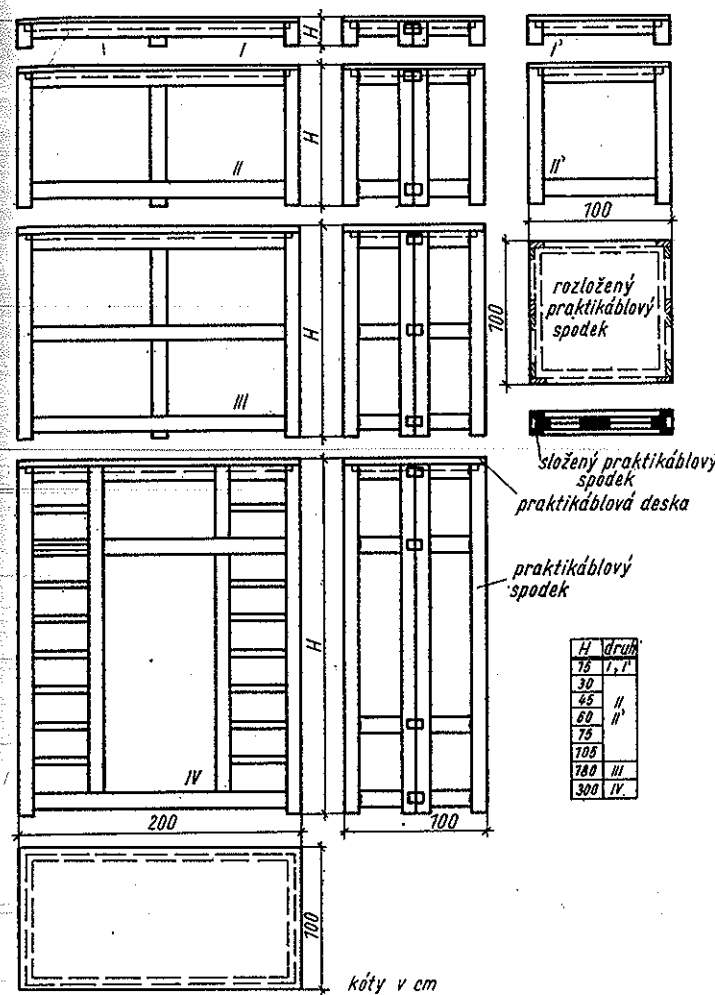 H
I
I'
H
II
II'
100
H
III
100
rozložený
praktikáblový
spodek
složený praktikáblový
spodek
praktikáblová deska
praktikáblový
spodek
H
IV
200
100
100
H druh
15 I, I'
30
45 II
60 II'
75
105
180 III
300 IV.
kóty v cm